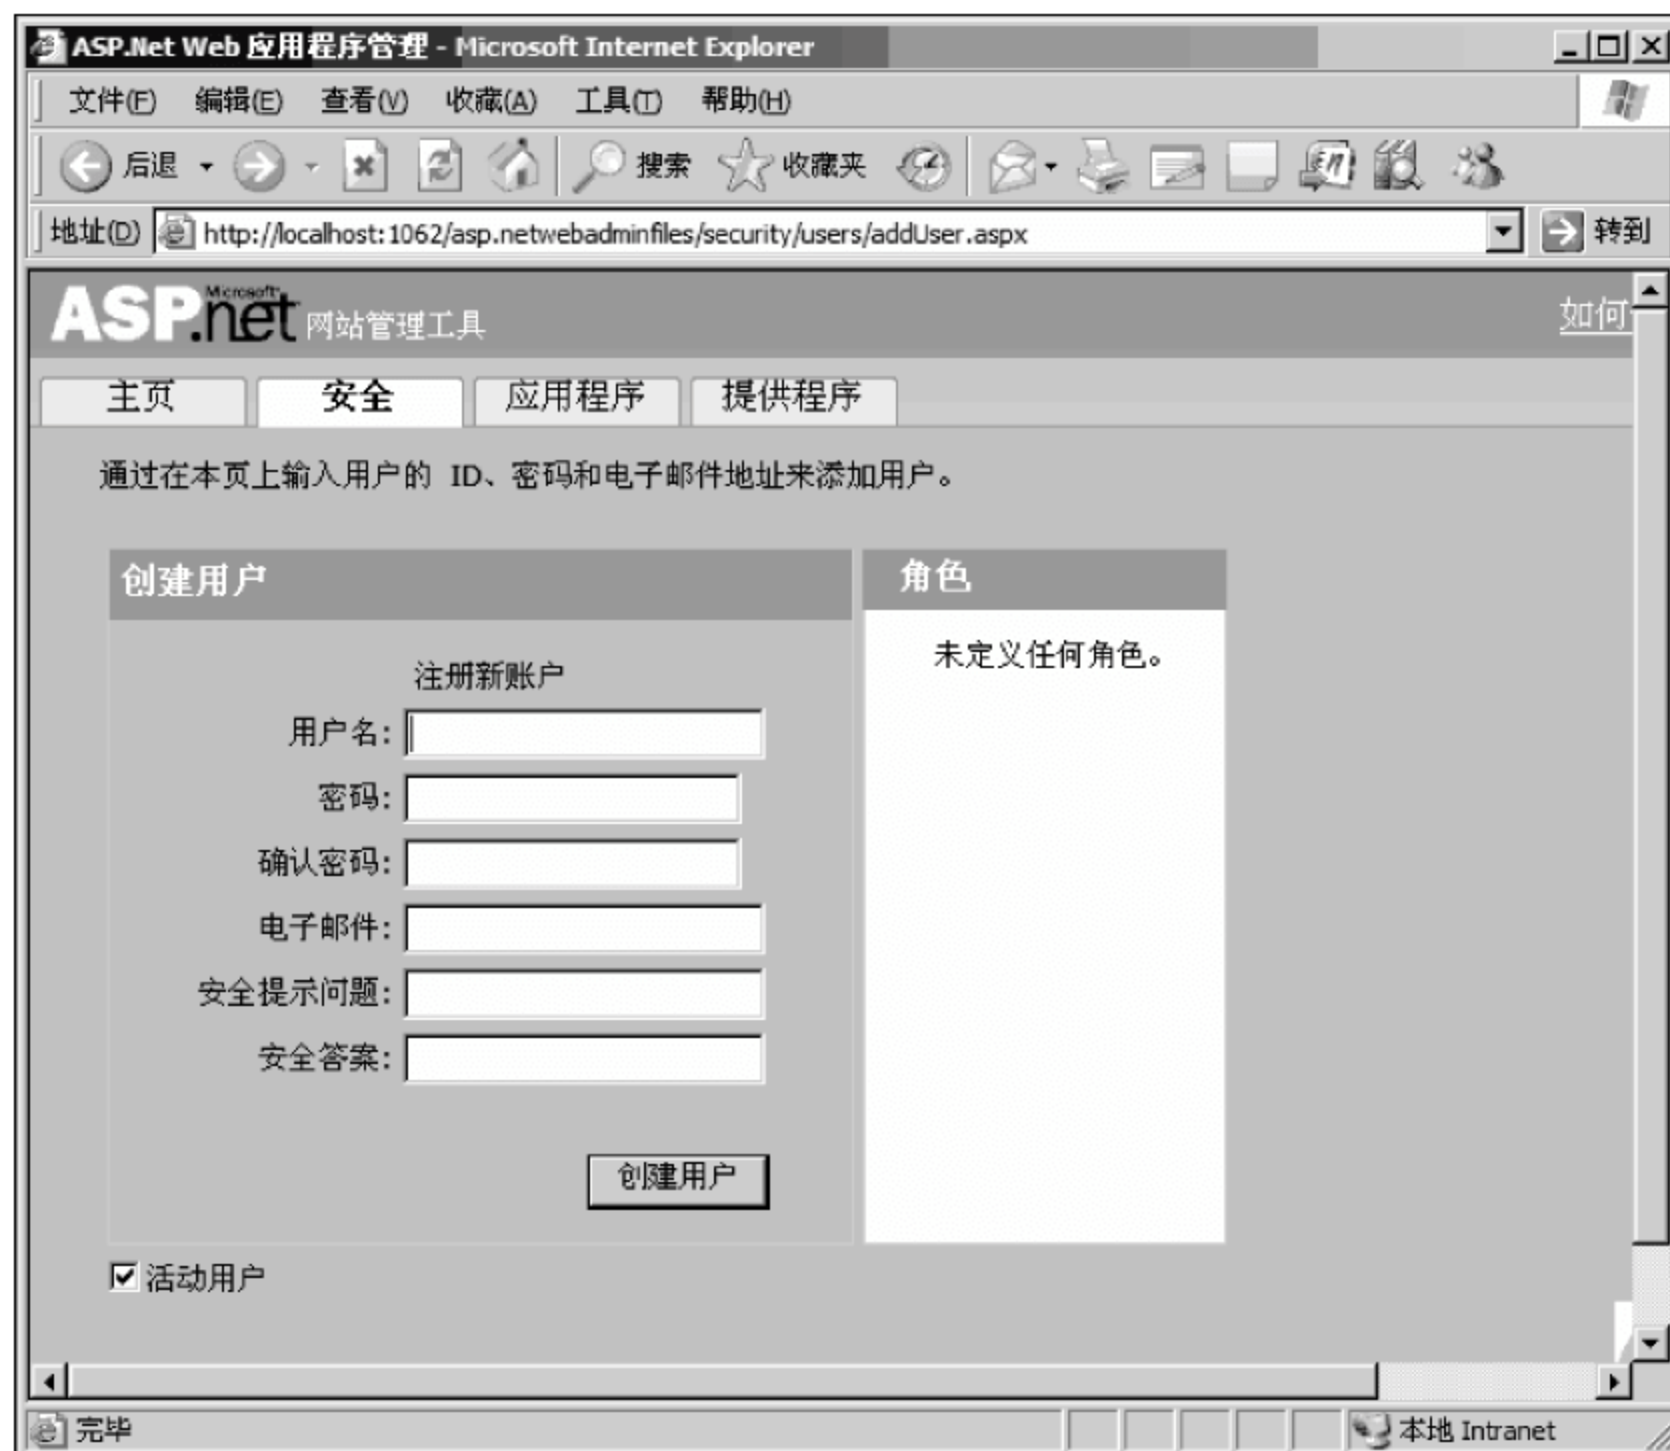 ASP.Net Web 应用程序管理 - Microsoft Internet Explorer
文件(F) 编辑(E) 查看(V) 收藏(A) 工具(T) 帮助(H)
后退 搜索 收藏夹
地址(D) http://localhost:1062/asp.netwebadminfiles/security/users/addUser.aspx 转到
Microsoft
ASP.net 网站管理工具 如何
主页 安全 应用程序 提供程序
通过在本页上输入用户的 ID、密码和电子邮件地址来添加用户。
创建用户
注册新账户
用户名:
密码:
确认密码:
电子邮件:
安全提示问题:
安全答案:
创建用户
角色
未定义任何角色。
活动用户
完毕 本地 Intranet